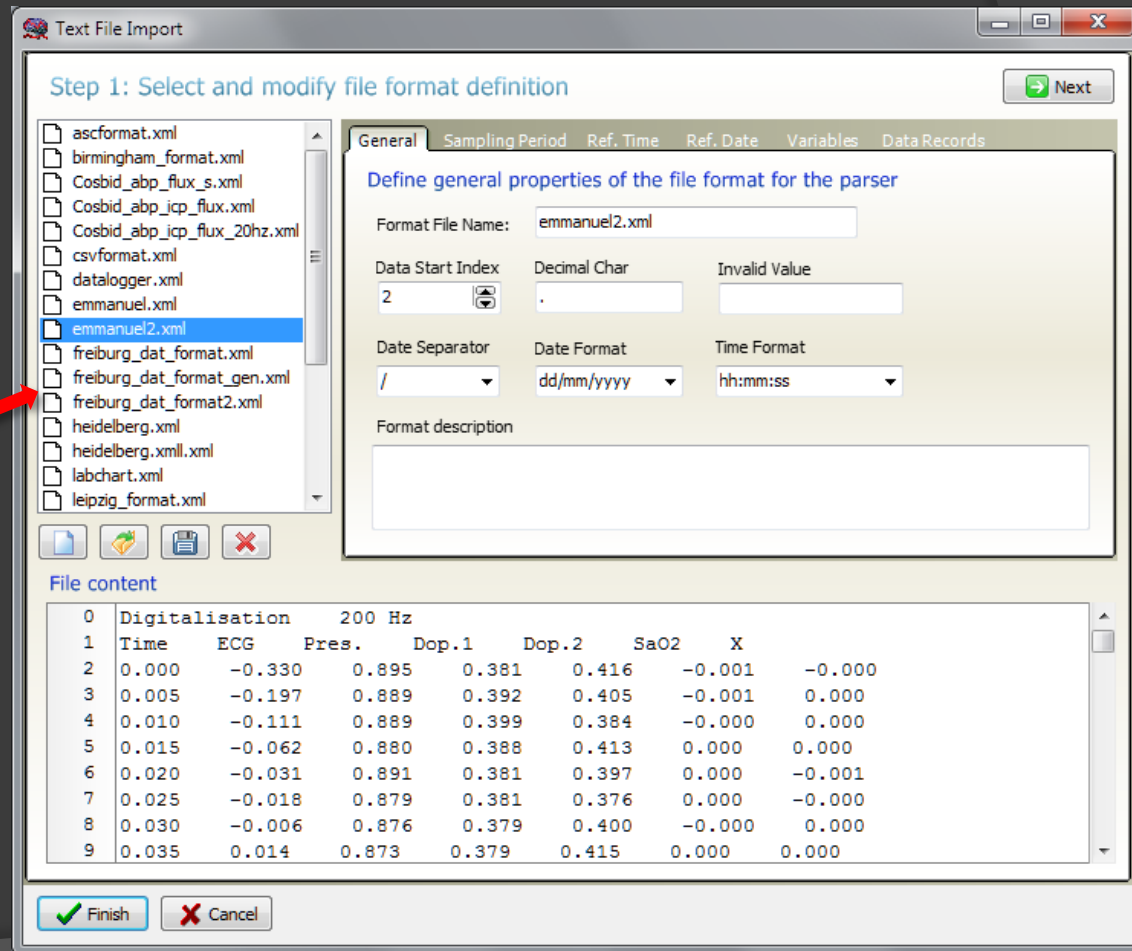 Text File Import
Step 1: Select and modify file format definition
Next
ascformat.xml
birmingham_format.xml
Cosbid_abp_flux_s.xml
Cosbid_abp_icp_flux.xml
Cosbid_abp_icp_flux_20hz.xml
csvformat.xml
datalogger.xml
emmanuel.xml
emmanuel2.xml
freiburg_dat_format.xml
freiburg_dat_format_gen.xml
freiburg_dat_format2.xml
heidelberg.xml
heidelberg.xmll.xml
labchart.xml
leipzig_format.xml
General Sampling Period Ref. Time Ref. Date Variables Data Records
Define general properties of the file format for the parser
Format File Name: emmanuel2.xml
Data Start Index Decimal Char Invalid Value
2 .
Date Separator Date Format Time Format
/ dd/mm/yyyy hh:mm:ss
Format description
File content
0 Digitalisation 200 Hz
1 Time ECG Pres. Dop.1 Dop.2 SaO2 X
2 0.000 -0.330 0.895 0.381 0.416 -0.001 -0.000
3 0.005 -0.197 0.889 0.392 0.405 -0.001 0.000
4 0.010 -0.111 0.889 0.399 0.384 -0.000 0.000
5 0.015 -0.062 0.880 0.388 0.413 0.000 0.000
6 0.020 -0.031 0.891 0.381 0.397 0.000 -0.001
7 0.025 -0.018 0.879 0.381 0.376 0.000 -0.000
8 0.030 -0.006 0.876 0.379 0.400 -0.000 0.000
9 0.035 0.014 0.873 0.379 0.415 0.000 0.000
Finish Cancel